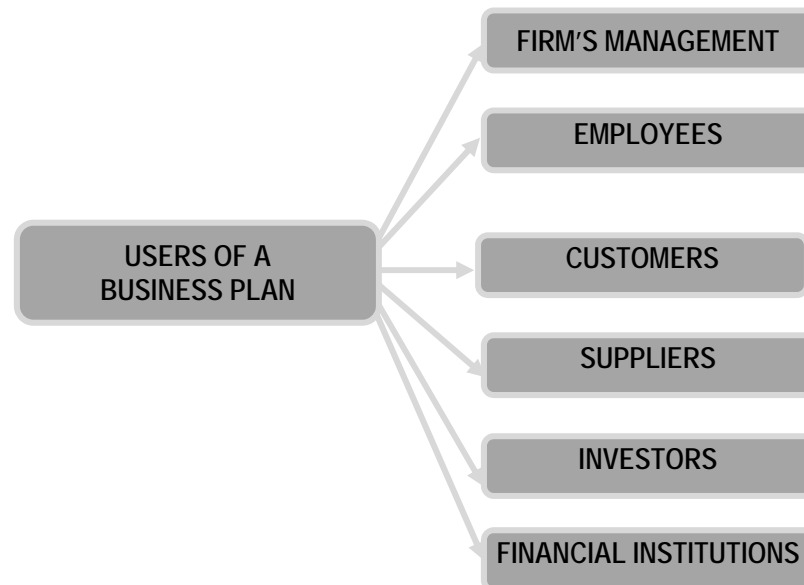 FIRM'S MANAGEMENT
EMPLOYEES
USERS OF A
BUSINESS PLAN
CUSTOMERS
SUPPLIERS
INVESTORS
FINANCIAL INSTITUTIONS